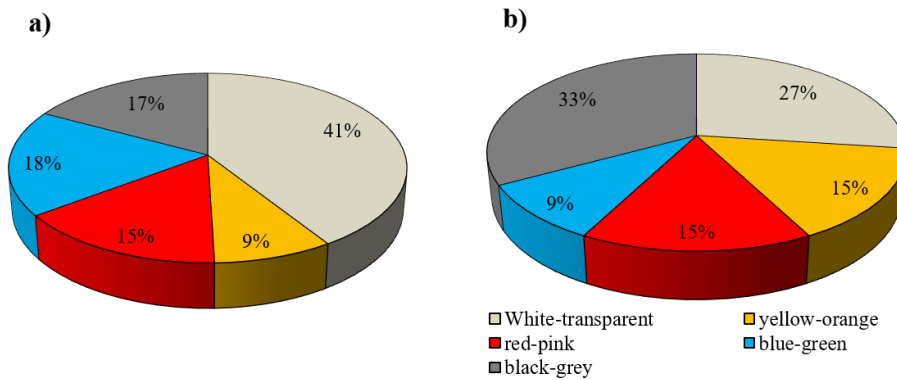 a)
17%
41%
18%
15%
9%
b)
33%
27%
9%
15%
15%
White-transparent
yellow-orange
red-pink
blue-green
black-grey